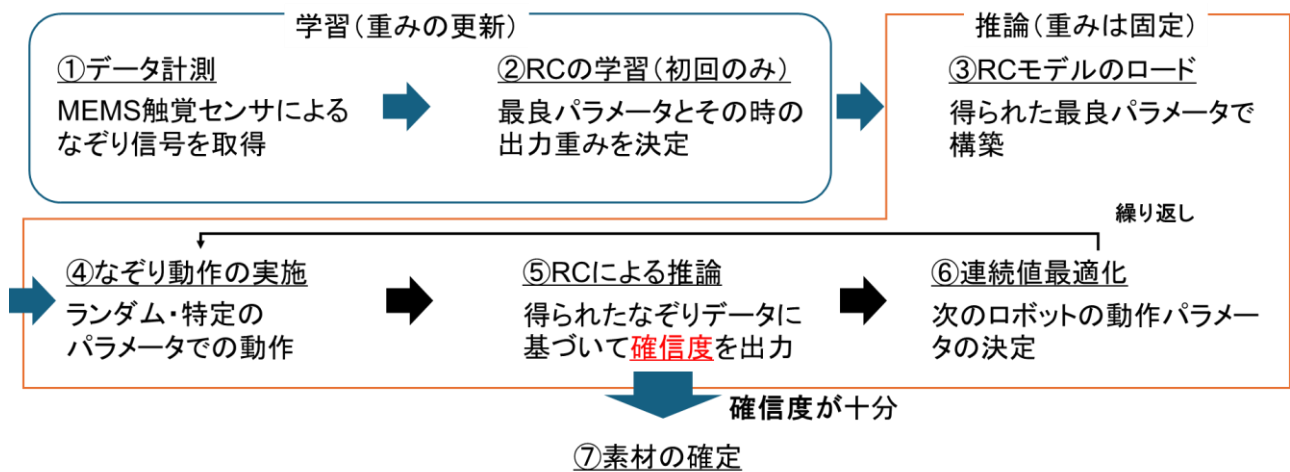 学習(重みの更新)
①データ計測
MEMS触覚センサによる
なぞり信号を取得
②RCの学習(初回のみ)
最良パラメータとその時の
出力重みを決定
推論(重みは固定)
③RCモデルのロード
得られた最良パラメータで
構築
繰り返し
④なぞり動作の実施
ランダム・特定の
パラメータでの動作
⑤RCによる推論
得られたなぞりデータに
基づいて確信度を出力
⑥連続値最適化
次のロボットの動作パラメー
タの決定
確信度が十分
⑦素材の確定